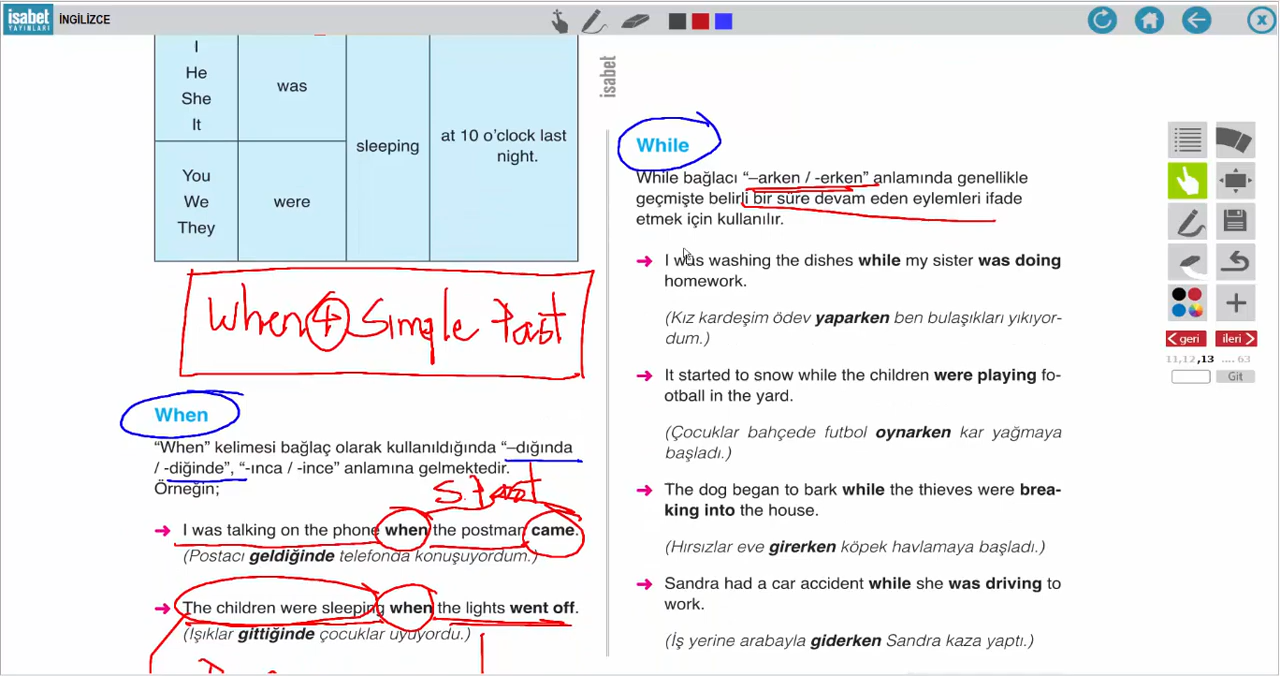 isabet
YAYINLARI
İNGİLİZCE
I
He
She
It
was
You
We
They
were
sleeping
at 10 o'clock last
night.
When + Simple Past
When
"When" kelimesi bağlaç olarak kullanıldığında "–dığında
/ -diğinde", "-ınca / -ince" anlamına gelmektedir.
Örneğin;
S. Past
I was talking on the phone when the postman came.
(Postacı geldiğinde telefonda konuşuyordum.)
The children were sleeping when the lights went off.
(Işıklar gittiğinde çocuklar uyuyordu.)
isabet
While
While bağlacı "–arken / -erken" anlamında genellikle
geçmişte belirli bir süre devam eden eylemleri ifade
etmek için kullanılır.
I was washing the dishes while my sister was doing
homework.
(Kız kardeşim ödev yaparken ben bulaşıkları yıkıyor-
dum.)
It started to snow while the children were playing fo-
otball in the yard.
(Çocuklar bahçede futbol oynarken kar yağmaya
başladı.)
The dog began to bark while the thieves were brea-
king into the house.
(Hırsızlar eve girerken köpek havlamaya başladı.)
Sandra had a car accident while she was driving to
work.
(İş yerine arabayla giderken Sandra kaza yaptı.)
geri
ileri
11,12,13 .... 63
Git